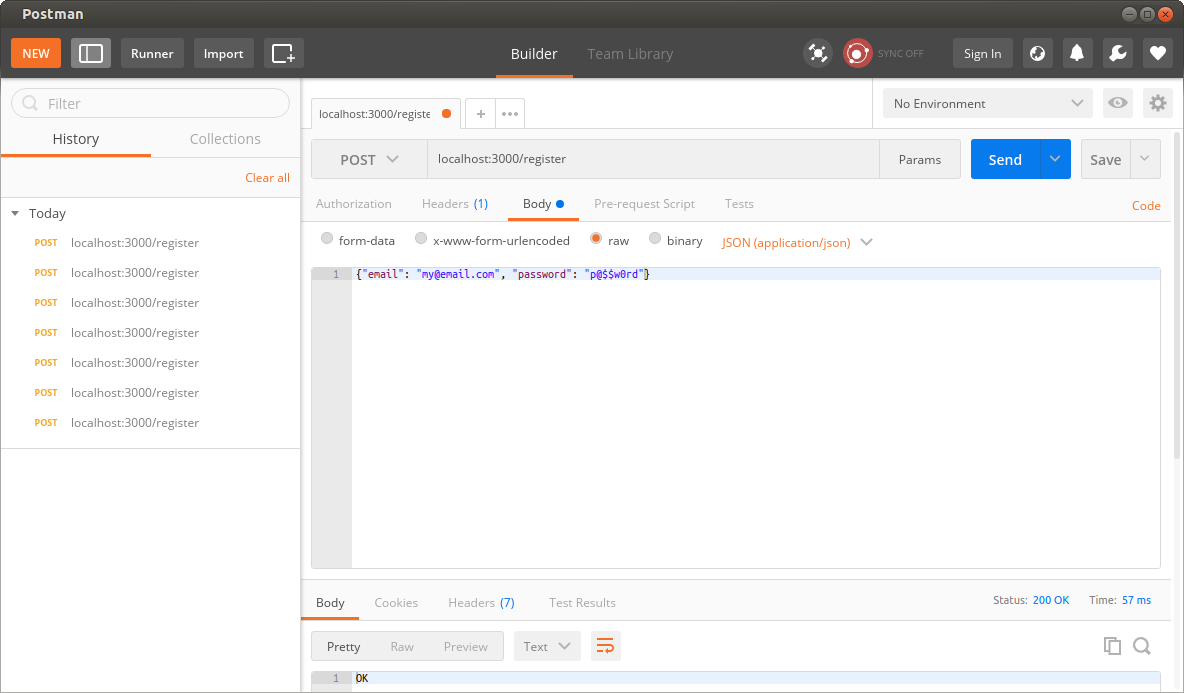 Postman
NEW Runner Import Builder Team Library SYNC OFF Sign In
Filter
History Collections
Clear all
Today
POST localhost:3000/register
POST localhost:3000/register
POST localhost:3000/register
POST localhost:3000/register
POST localhost:3000/register
POST localhost:3000/register
POST localhost:3000/register
localhost:3000/registe + ••• No Environment
POST localhost:3000/register Params Send Save
Authorization Headers (1) Body Pre-request Script Tests Code
form-data x-www-form-urlencoded raw binary JSON (application/json)
1 {"email": "my@email.com", "password": "p@$$w0rd"}
Body Cookies Headers (7) Test Results Status: 200 OK Time: 57 ms
Pretty Raw Preview Text
1 OK